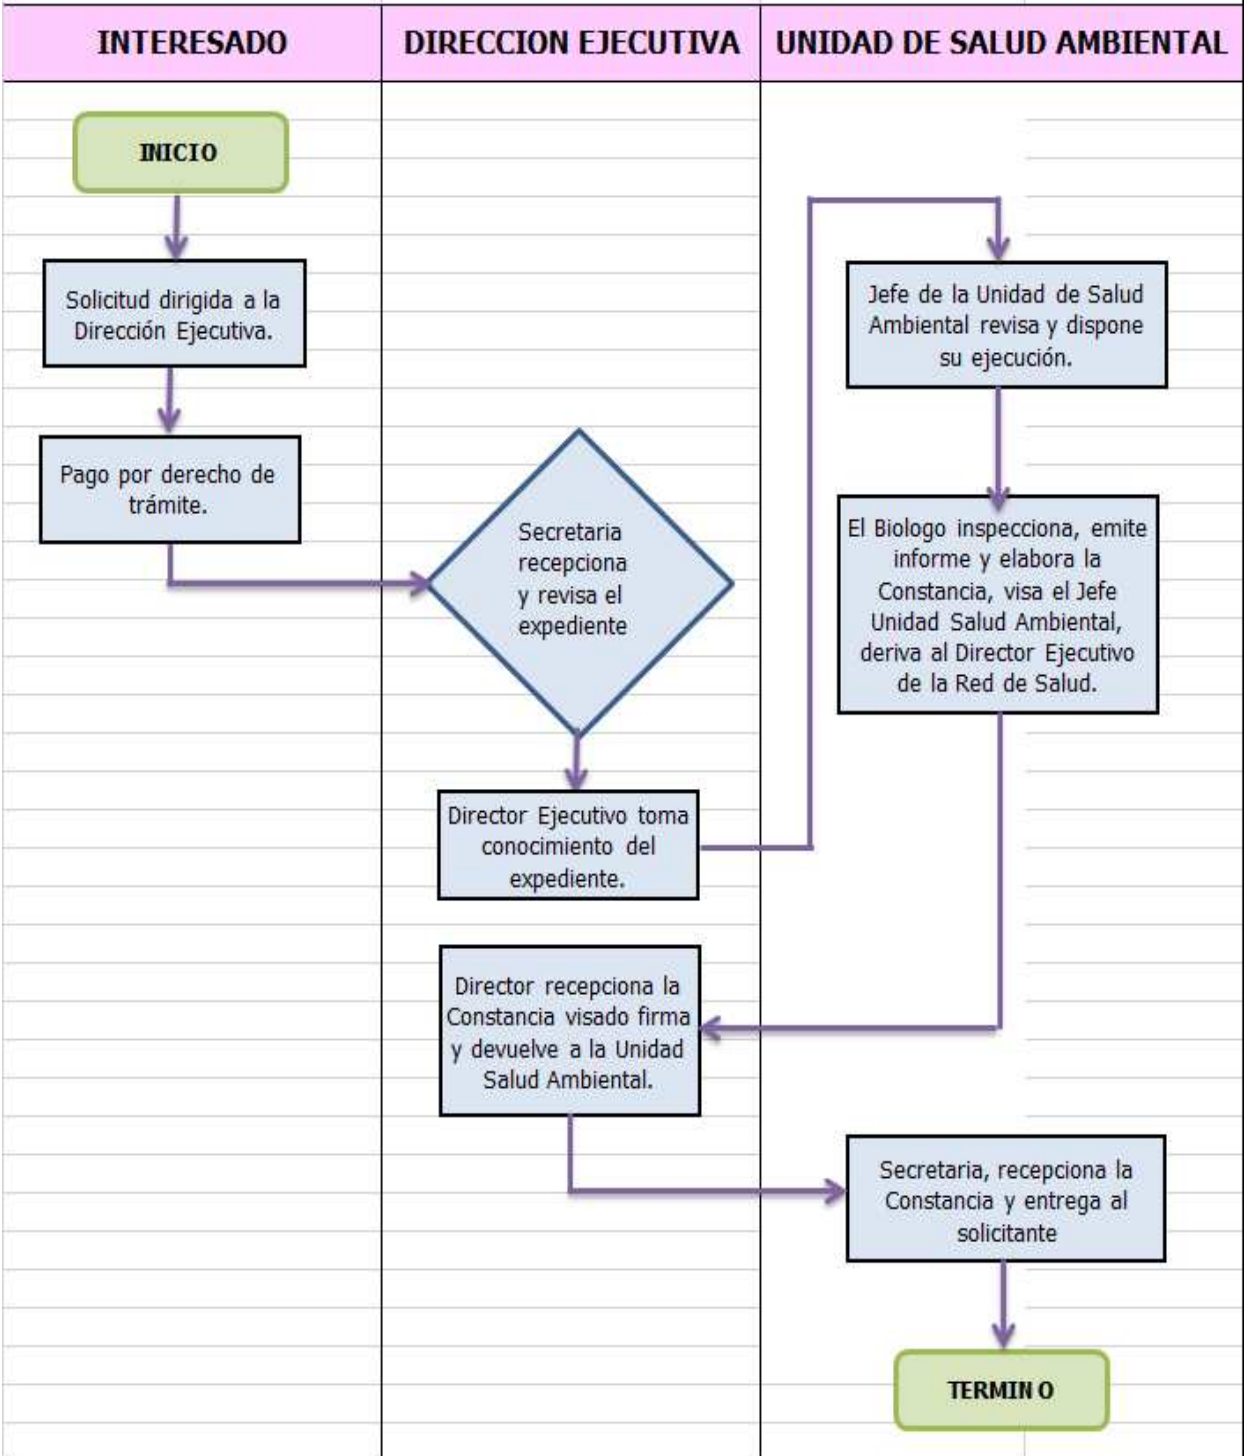 INTERESADO
DIRECCION EJECUTIVA
UNIDAD DE SALUD AMBIENTAL
INICIO
Solicitud dirigida a la
Dirección Ejecutiva.
Pago por derecho de
trámite.
Secretaria
recepciona
y revisa el
expediente
Director Ejecutivo toma
conocimiento del
expediente.
Jefe de la Unidad de Salud
Ambiental revisa y dispone
su ejecución.
El Biologo inspecciona, emite
informe y elabora la
Constancia, visa el Jefe
Unidad Salud Ambiental,
deriva al Director Ejecutivo
de la Red de Salud.
Director recepciona la
Constancia visado firma
y devuelve a la Unidad
Salud Ambiental.
Secretaria, recepciona la
Constancia y entrega al
solicitante
TERMINO